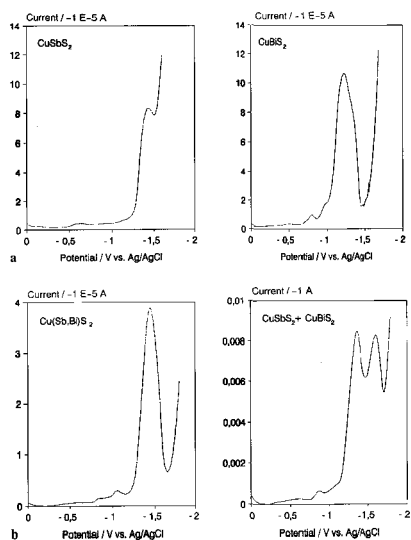 Current / −1 E−5 A
CuSbS2
14
12
10
8
6
4
2
0
0 - 0,5 -1 -1,5 - 2
Potential / V vs. Ag/AgCl
a
Current / −1 E−5 A
CuBiS2
14
12
10
8
6
4
2
0
0 - 0,5 -1 -1,5 - 2
Potential / V vs. Ag/AgCl
Current / −1 E−5 A
Cu(Sb,Bi)S2
4
3
2
1
0
0 - 0,5 -1 -1,5 -2
Potential / V vs. Ag/AgCl
b
Current / −1 A
CuSbS2 + CuBiS2
0,01
0,008
0,006
0,004
0,002
0
0 - 0,5 -1 -1,5 - 2
Potential / V vs. Ag/AgCl